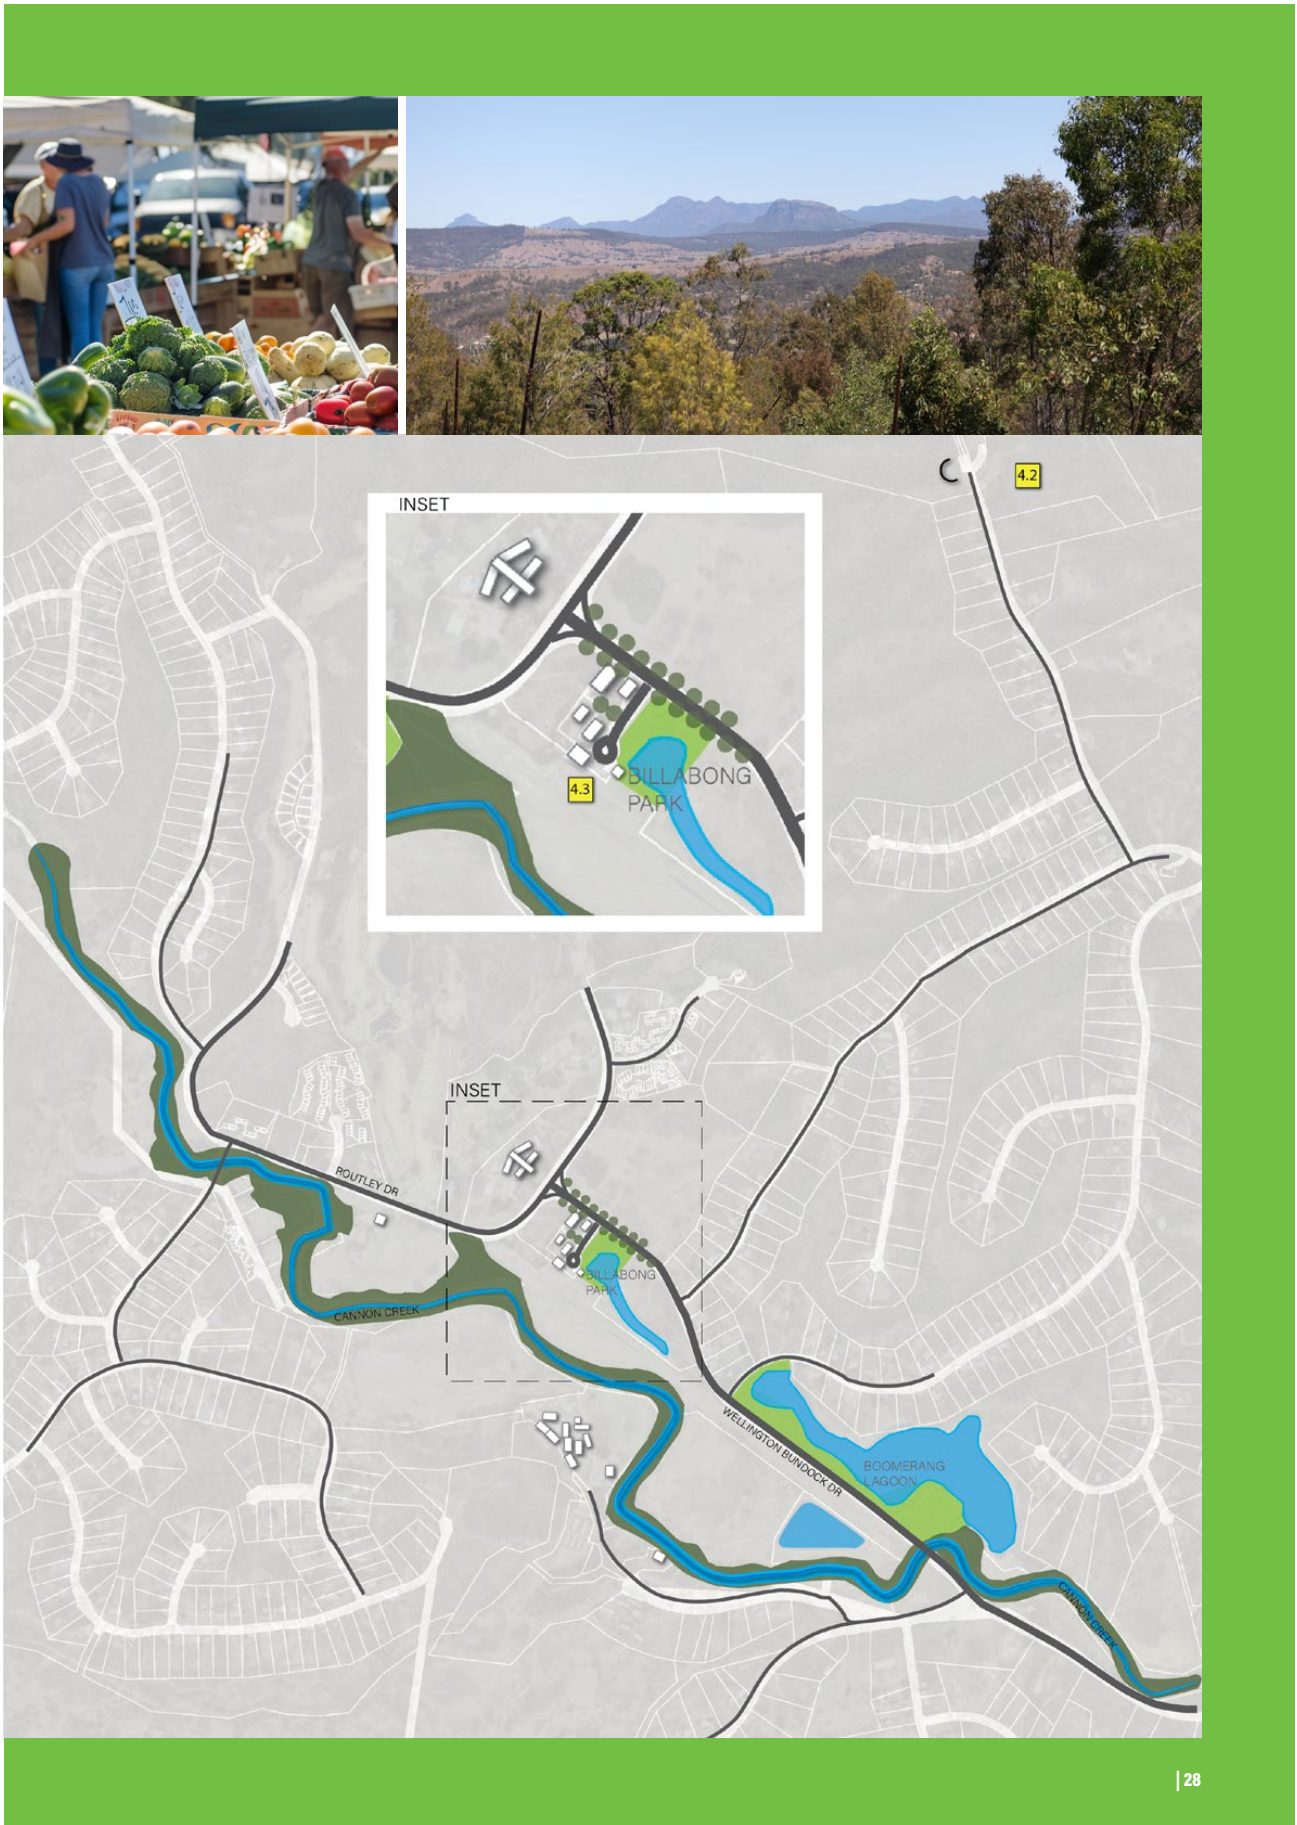 4.2
INSET
4.3
BILLABONG
PARK
INSET
ROUTLEY DR
BILLABONG
PARK
CANNON CREEK
WELLINGTON BUNDOCK DR
BOOMERANG
LAGOON
CANNON CREEK
| 28